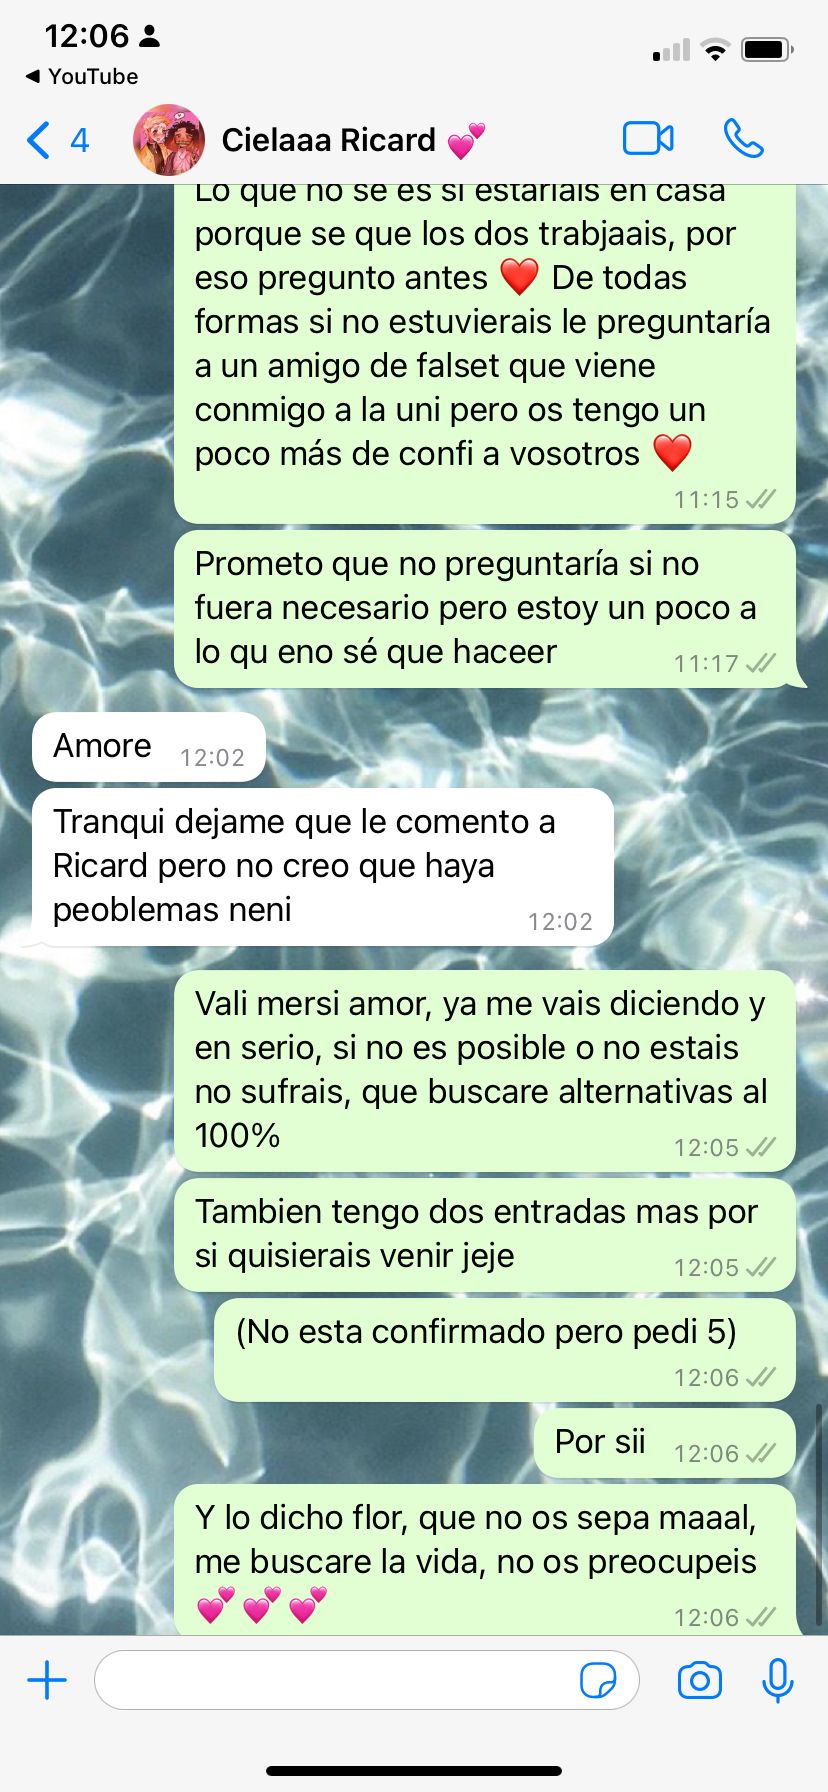 12:06
◀ YouTube
4
Cielaaa Ricard 💕
Lo que no se es si estariais en casa
porque se que los dos trabjaais, por
eso pregunto antes ❤️ De todas
formas si no estuvierais le preguntaría
a un amigo de falset que viene
conmigo a la uni pero os tengo un
poco más de confi a vosotros ❤️
11:15
Prometo que no preguntaría si no
fuera necesario pero estoy un poco a
lo qu eno sé que haceer
11:17
Amore
12:02
Tranqui dejame que le comento a
Ricard pero no creo que haya
peoblemas neni
12:02
Vali mersi amor, ya me vais diciendo y
en serio, si no es posible o no estais
no sufrais, que buscare alternativas al
100%
12:05
Tambien tengo dos entradas mas por
si quisierais venir jeje
12:05
(No esta confirmado pero pedi 5)
12:06
Por sii
12:06
Y lo dicho flor, que no os sepa maaal,
me buscare la vida, no os preocupeis
💕 💕 💕
12:06